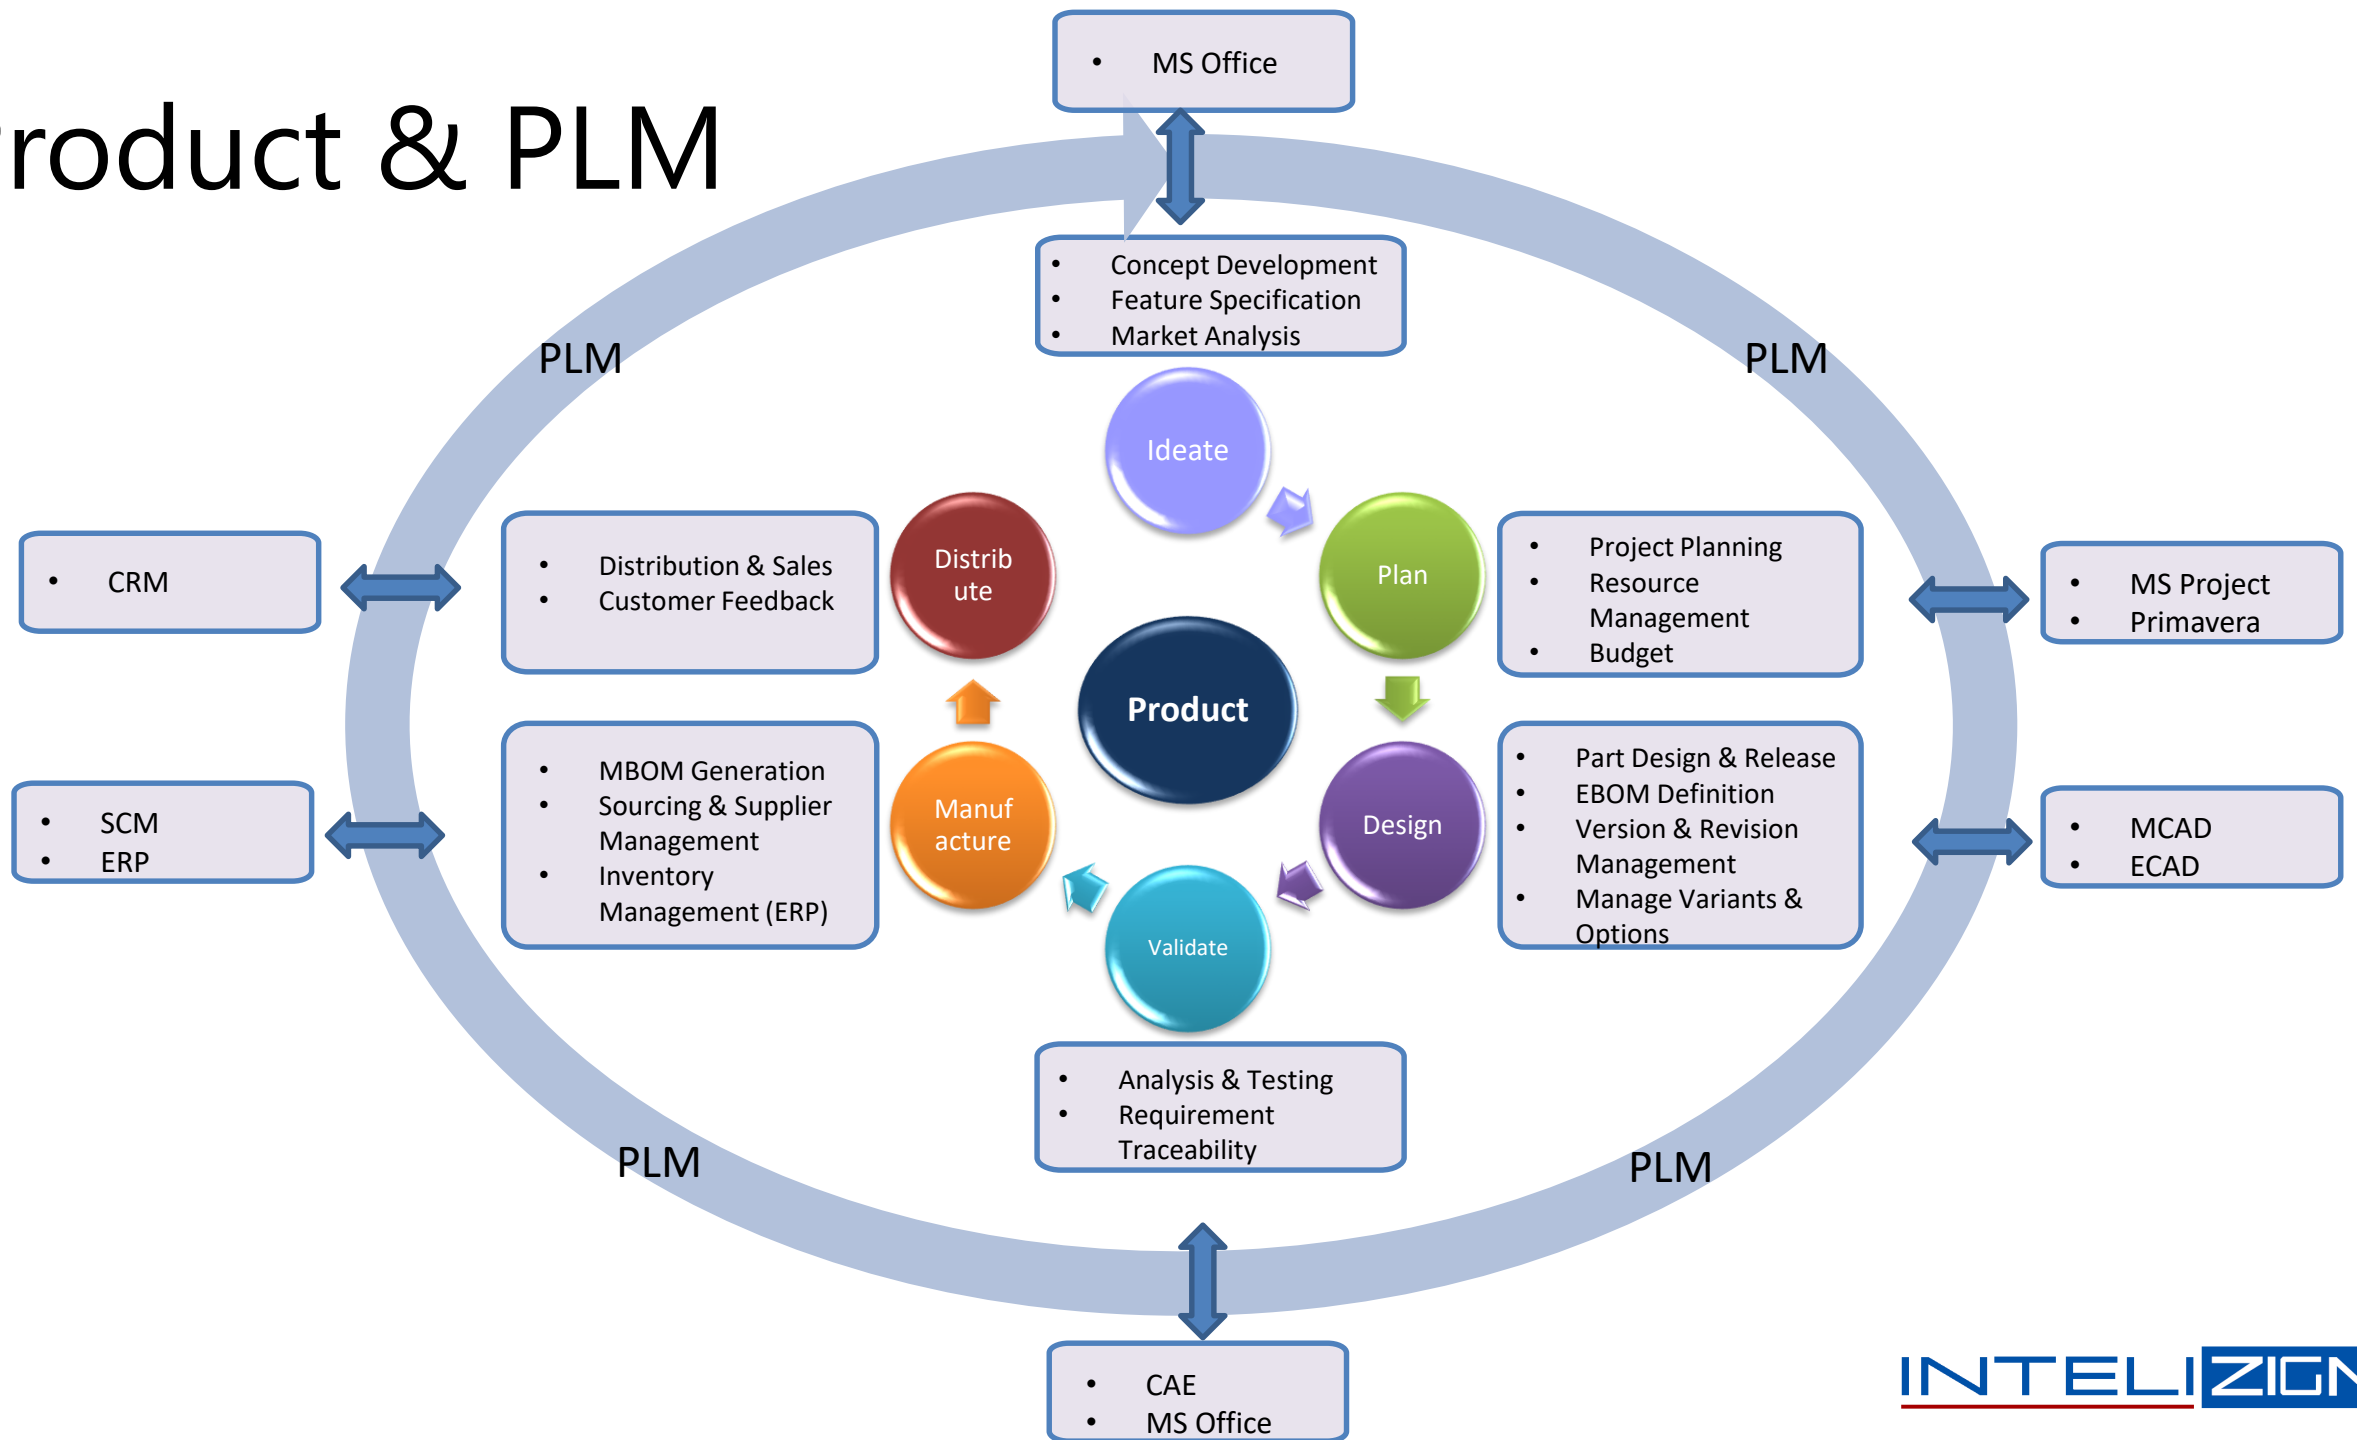 • MS Office
roduct & PLM
• Concept Development
• Feature Specification
• Market Analysis
PLM
PLM
Ideate
• Distribution & Sales
• Customer Feedback
Distrib
ute
Plan
• Project Planning
• Resource
Management
• Budget
• CRM
• MS Project
• Primavera
Product
• MBOM Generation
• Sourcing & Supplier
Management
• Inventory
Management (ERP)
Manuf
acture
Design
• Part Design & Release
• EBOM Definition
• Version & Revision
Management
• Manage Variants &
Options
• SCM
• ERP
• MCAD
• ECAD
Validate
• Analysis & Testing
• Requirement
Traceability
PLM
PLM
• CAE
• MS Office
INTELIZIGN